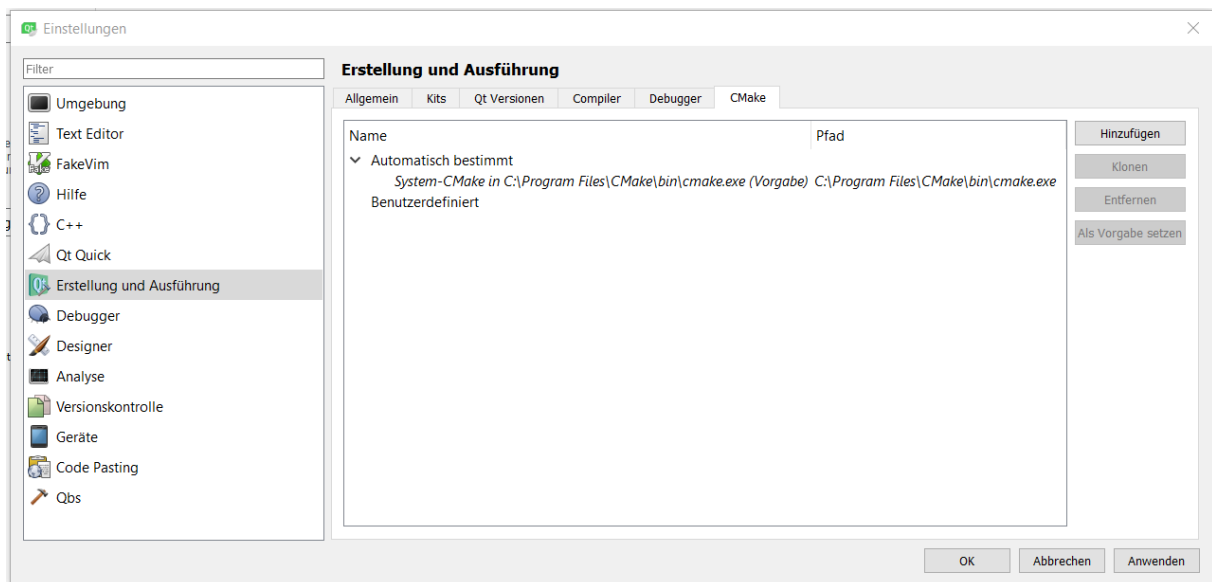 Einstellungen
Filter
Umgebung
Text Editor
FakeVim
Hilfe
C++
Qt Quick
Erstellung und Ausführung
Debugger
Designer
Analyse
Versionskontrolle
Geräte
Code Pasting
Qbs
Erstellung und Ausführung
Allgemein Kits Qt Versionen Compiler Debugger CMake
Name Pfad
Automatisch bestimmt
System-CMake in C:\Program Files\CMake\bin\cmake.exe (Vorgabe) C:\Program Files\CMake\bin\cmake.exe
Benutzerdefiniert
Hinzufügen
Klonen
Entfernen
Als Vorgabe setzen
OK Abbrechen Anwenden